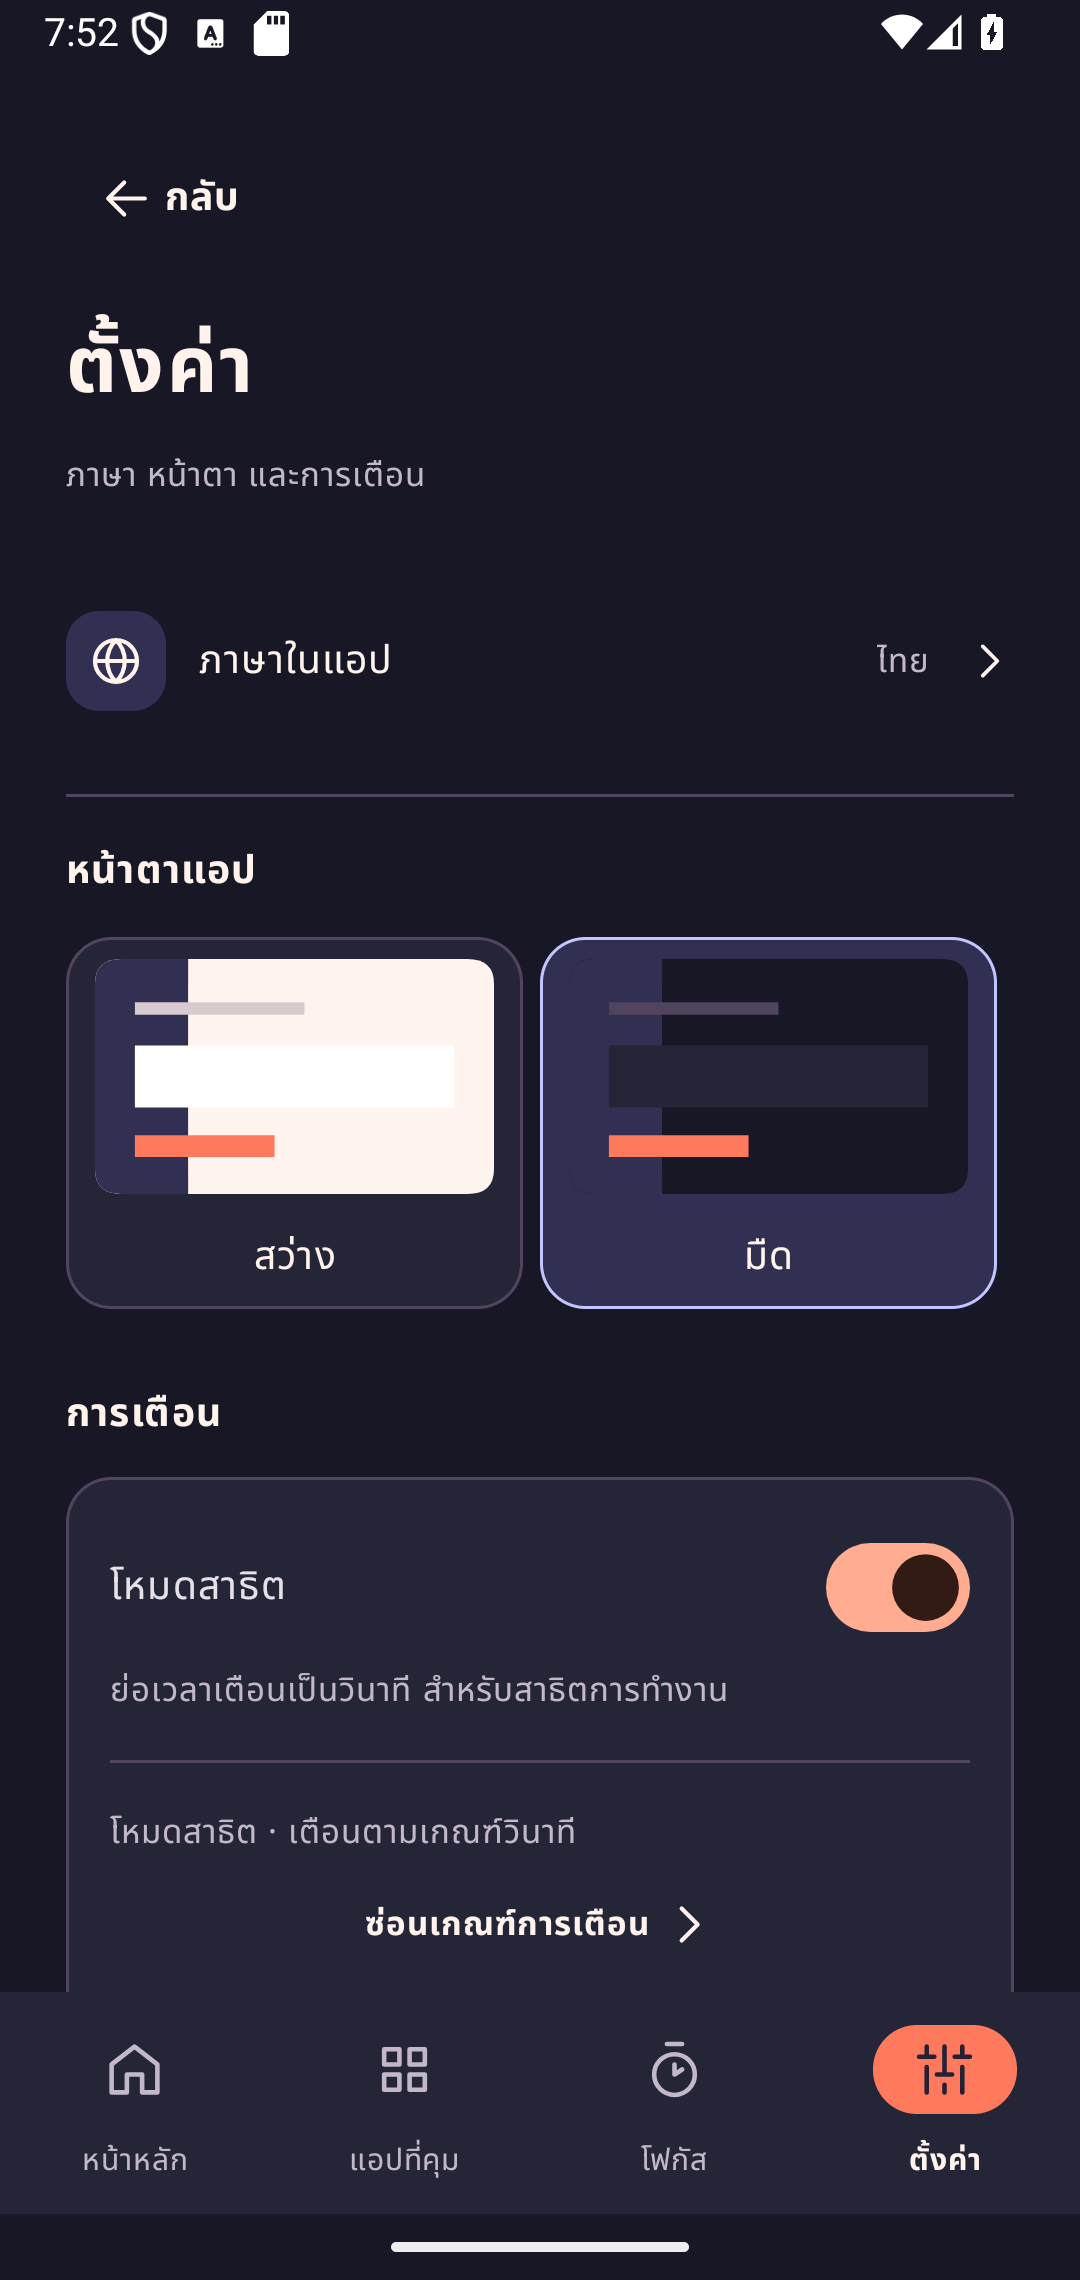 7:52
กลับ
ตั้งค่า
ภาษา หน้าตา และการเตือน
ภาษาในแอป
ไทย
หน้าตาแอป
สว่าง
มืด
การเตือน
โหมดสาธิต
ย่อเวลาเตือนเป็นวินาที สำหรับสาธิตการทำงาน
โหมดสาธิต · เตือนตามเกณฑ์วินาที
ซ่อนเกณฑ์การเตือน
หน้าหลัก
แอปที่คุม
โฟกัส
ตั้งค่า